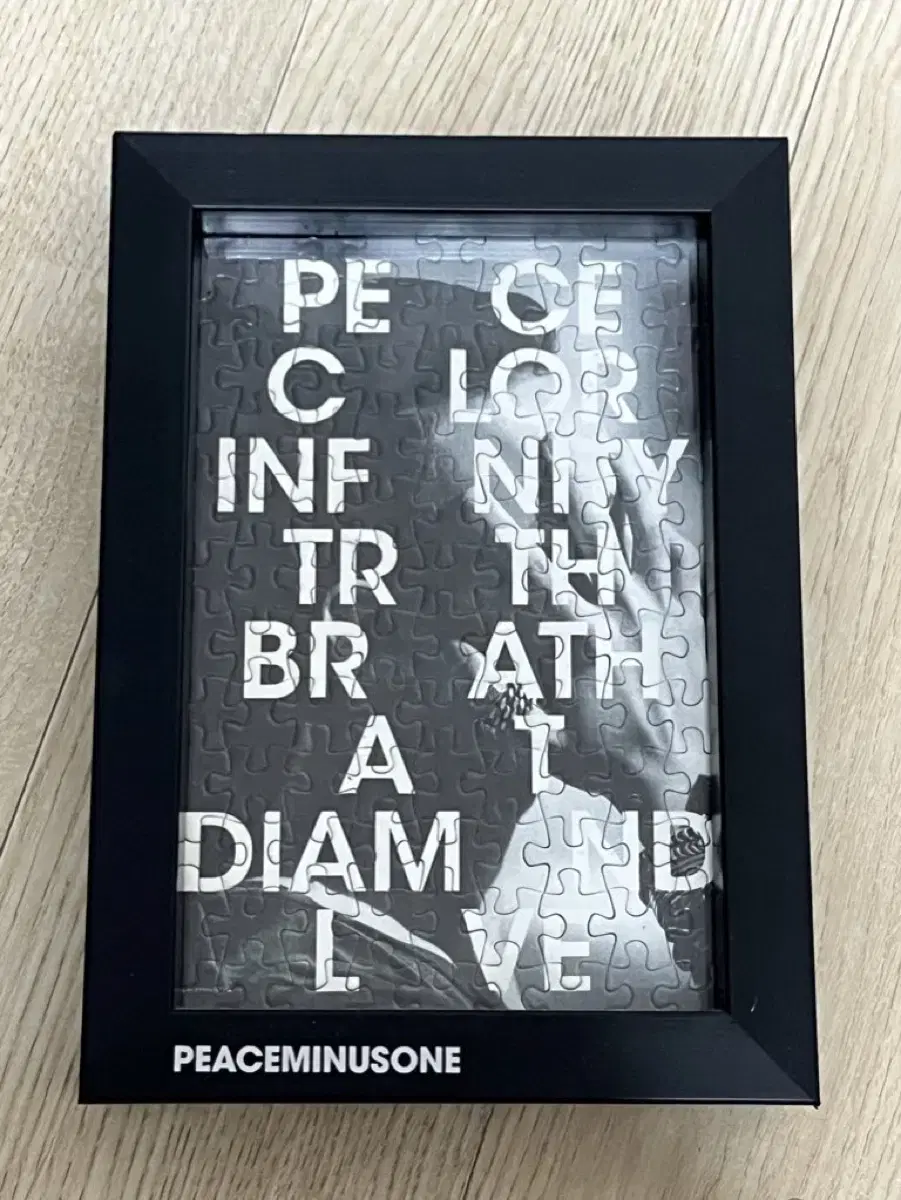 PE CE
C LOR
INF NITY
TR TH
BR ATH
A T
DIAM ND
L VE
PEACEMINUSONE